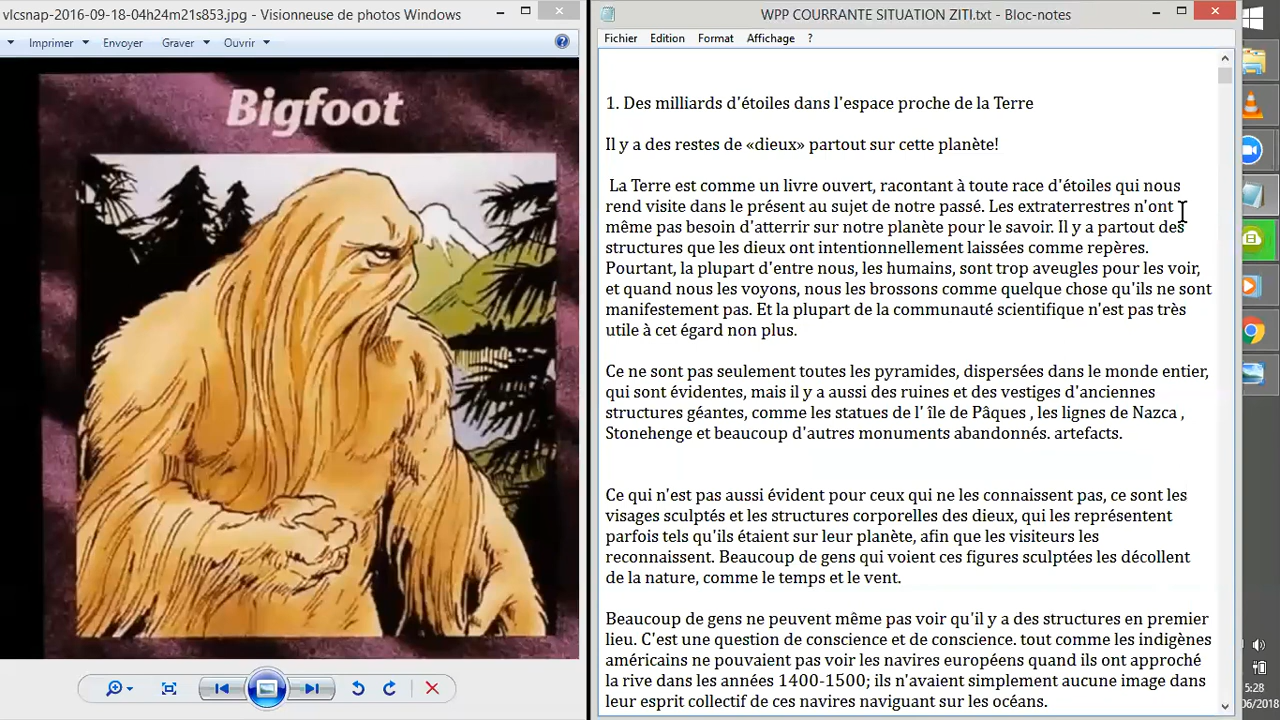 vlcsnap-2016-09-18-04h24m21s853.jpg - Visionneuse de photos Windows
Imprimer Envoyer Graver Ouvrir
Bigfoot
WPP COURRANTE SITUATION ZITI.txt - Bloc-notes
Fichier Edition Format Affichage ?
1. Des milliards d'étoiles dans l'espace proche de la Terre
Il y a des restes de «dieux» partout sur cette planète!
La Terre est comme un livre ouvert, racontant à toute race d'étoiles qui nous
rend visite dans le présent au sujet de notre passé. Les extraterrestres n'ont
même pas besoin d'atterrir sur notre planète pour le savoir. Il y a partout des
structures que les dieux ont intentionnellement laissées comme repères.
Pourtant, la plupart d'entre nous, les humains, sont trop aveugles pour les voir,
et quand nous les voyons, nous les brossons comme quelque chose qu'ils ne sont
manifestement pas. Et la plupart de la communauté scientifique n'est pas très
utile à cet égard non plus.
Ce ne sont pas seulement toutes les pyramides, dispersées dans le monde entier,
qui sont évidentes, mais il y a aussi des ruines et des vestiges d'anciennes
structures géantes, comme les statues de l' île de Pâques , les lignes de Nazca ,
Stonehenge et beaucoup d'autres monuments abandonnés. artefacts.
Ce qui n'est pas aussi évident pour ceux qui ne les connaissent pas, ce sont les
visages sculptés et les structures corporelles des dieux, qui les représentent
parfois tels qu'ils étaient sur leur planète, afin que les visiteurs les
reconnaissent. Beaucoup de gens qui voient ces figures sculptées les décollent
de la nature, comme le temps et le vent.
Beaucoup de gens ne peuvent même pas voir qu'il y a des structures en premier
lieu. C'est une question de conscience et de conscience. tout comme les indigènes
américains ne pouvaient pas voir les navires européens quand ils ont approché
la rive dans les années 1400-1500; ils n'avaient simplement aucune image dans
leur esprit collectif de ces navires naviguant sur les océans.
5:28
06/2018